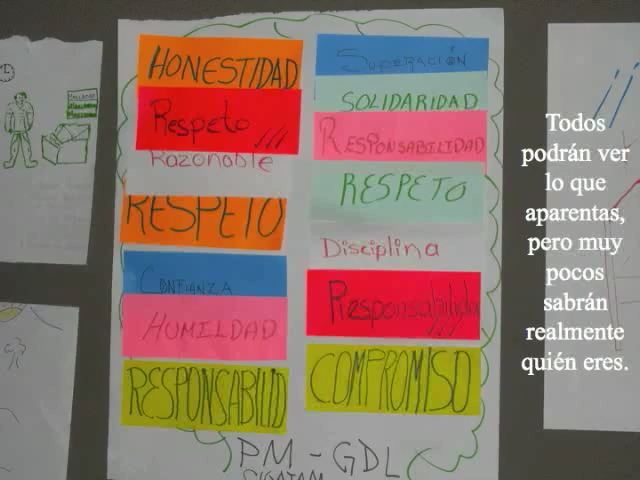 HONESTIDAD
Respeto
Razonable
RESPETO
CONFIANZA
HUMILDAD
RESPONSABILID
SUPERACIÓN
SOLIDARIDAD
RESPONSABILIDAD
RESPETO
Disciplina
Responsabilida
COMPROMISO
PM - GDL
Todos
podrán ver
lo que
aparentas,
pero muy
pocos
sabrán
realmente
quién eres.